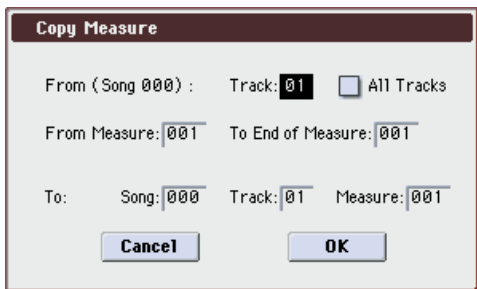 Copy Measure
From (Song 000) : Track: 01 All Tracks
From Measure: 001 To End of Measure: 001
To: Song: 000 Track: 01 Measure: 001
Cancel OK